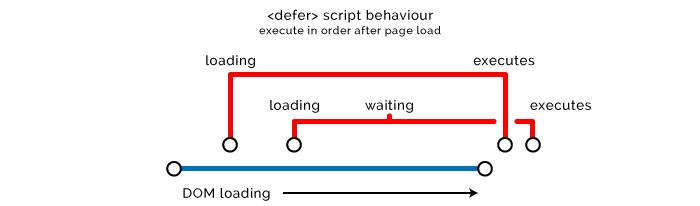 <defer> script behaviour
execute in order after page load
loading executes
loading waiting executes
DOM loading